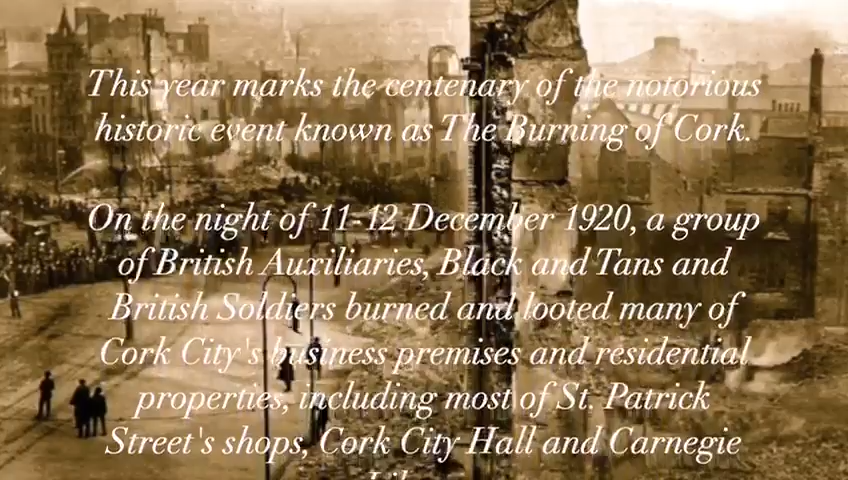 This year marks the centenary of the notorious
historic event known as The Burning of Cork.
On the night of 11-12 December 1920, a group
of British Auxiliaries, Black and Tans and
British Soldiers burned and looted many of
Cork City's business premises and residential
properties, including most of St. Patrick
Street's shops, Cork City Hall and Carnegie